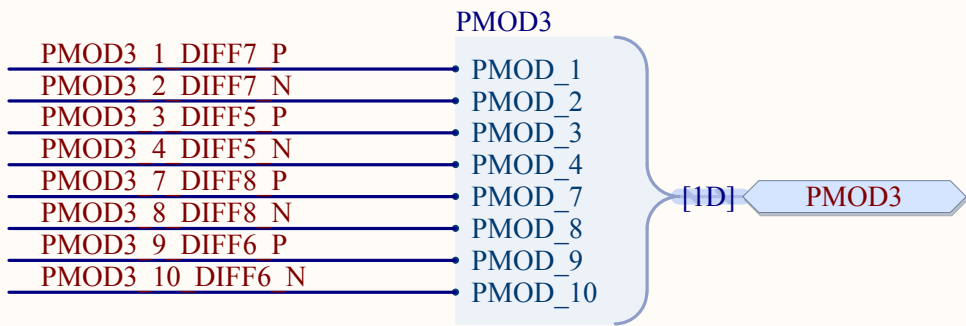 PMOD3
PMOD3_1_DIFF7_P
PMOD_1
PMOD3_2_DIFF7_N
PMOD_2
PMOD3_3_DIFF5_P
PMOD_3
PMOD3_4_DIFF5_N
PMOD_4
PMOD3_7_DIFF8_P
PMOD_7
[1D]
PMOD3
PMOD3_8_DIFF8_N
PMOD_8
PMOD3_9_DIFF6_P
PMOD_9
PMOD3_10_DIFF6_N
PMOD_10